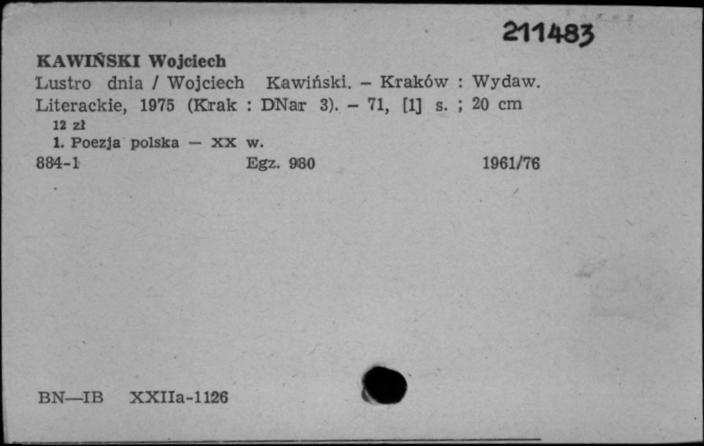 211483
KAWIŃSKI Wojciech
Lustro dnia / Wojciech Kawiński. – Kraków : Wydaw.
Literackie, 1975 (Krak : DNar 3). – 71, [1] s. ; 20 cm
12 zł
1. Poezja polska — XX w.
884-1 Egz. 980 1961/76
BN—IB XXIIa-1126